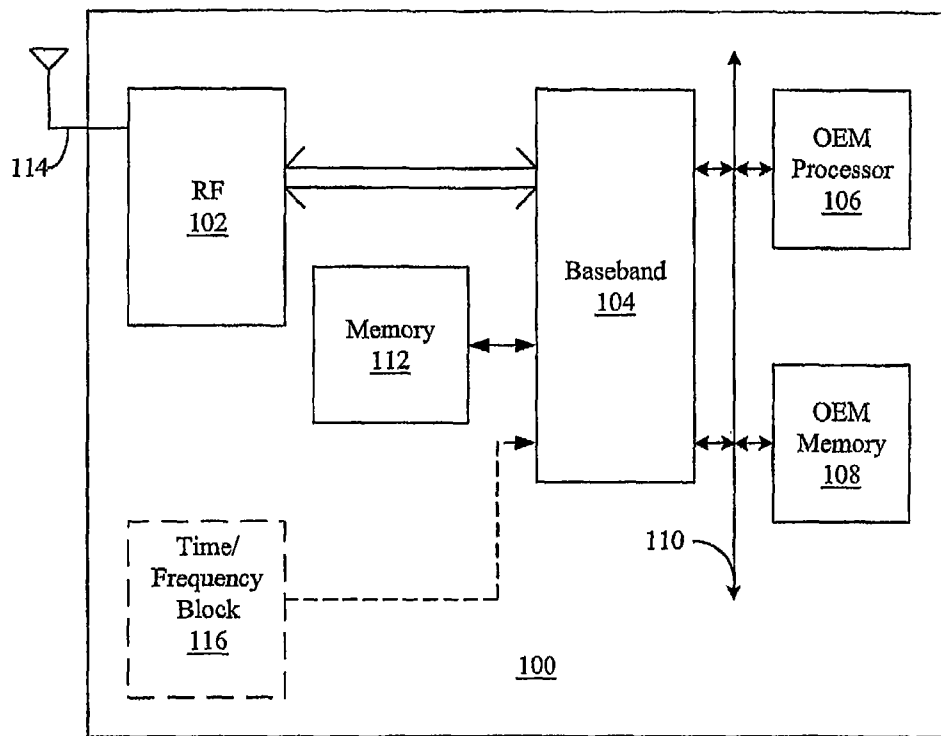 114
RF
102
Memory
112
Baseband
104
OEM
Processor
106
OEM
Memory
108
110
Time/
Frequency
Block
116
100